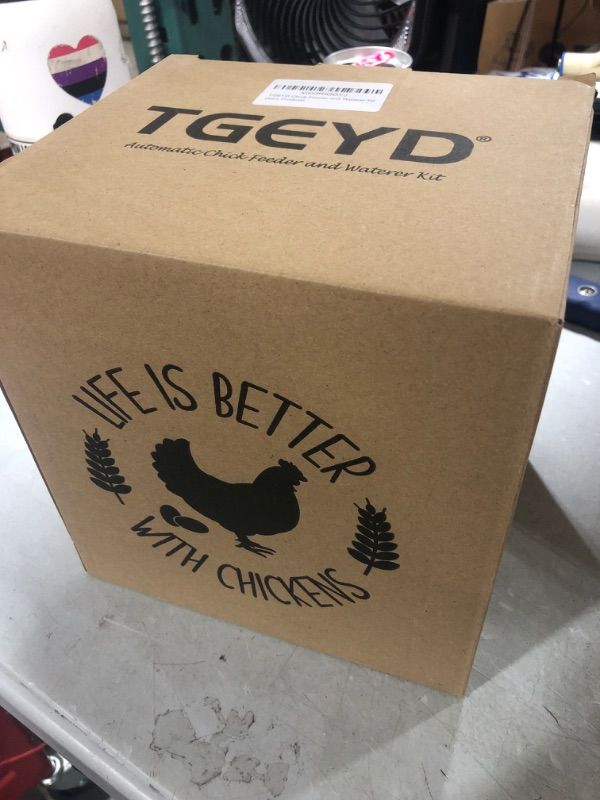 TGEYD®
Automatic Chick Feeder and Waterer Kit
LIFE IS BETTER
WITH CHICKENS